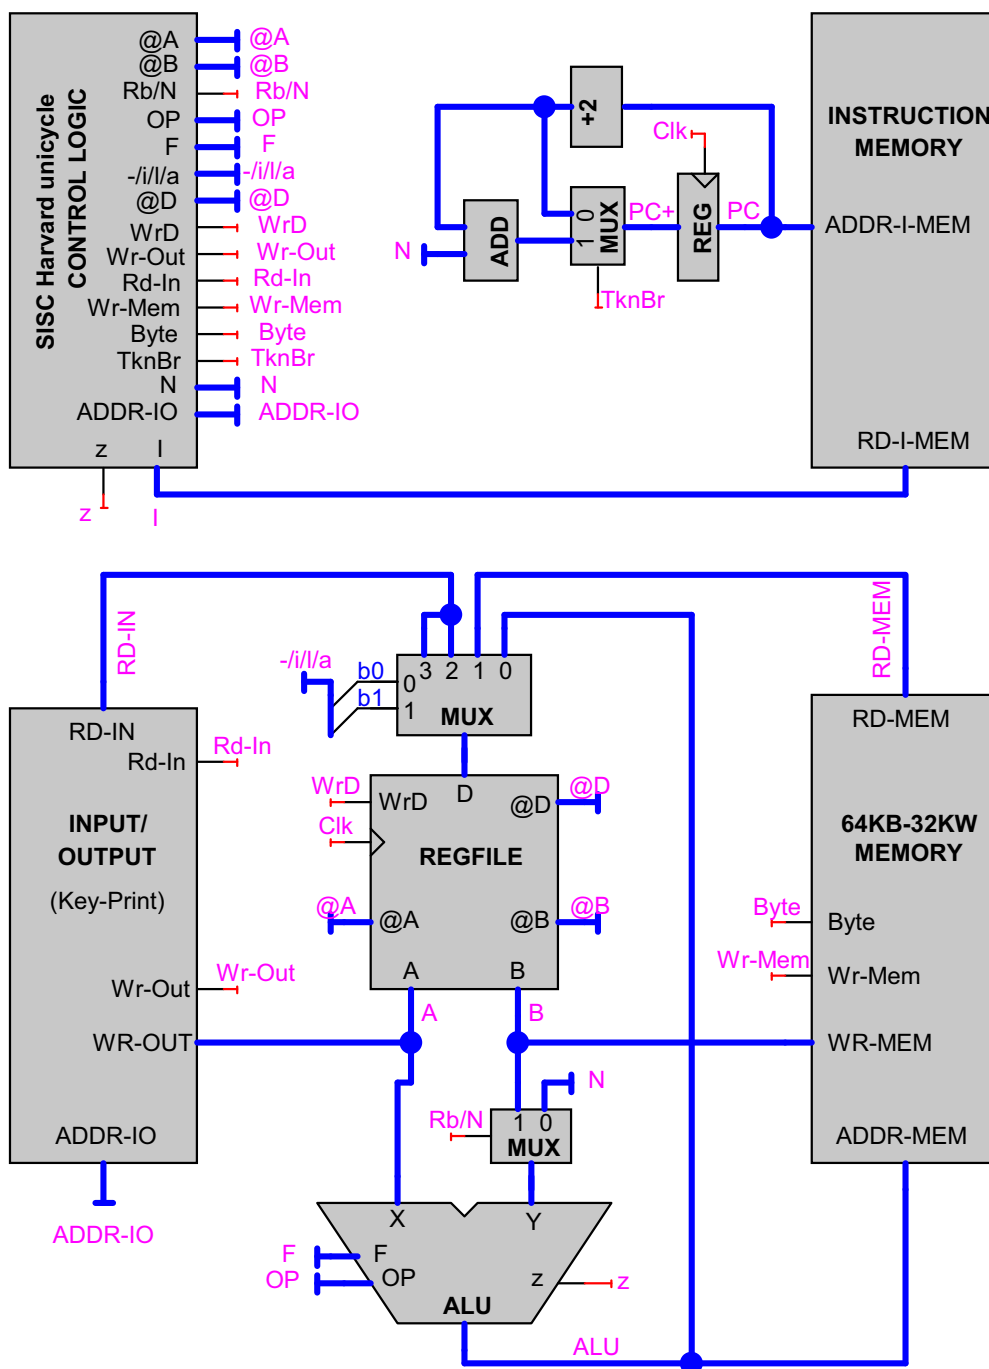 SISC Harvard unicycle
CONTROL LOGIC
@A
@A
@B
@B
Rb/N
Rb/N
OP
OP
F
F
-/i/l/a
-/i/l/a
@D
@D
WrD
WrD
Wr-Out
Wr-Out
Rd-In
Rd-In
Wr-Mem
Wr-Mem
Byte
Byte
TknBr
TknBr
N
N
ADDR-IO
ADDR-IO
z
I
z
I
+2
Clk
N
ADD
0
1
MUX
PC+
REG
PC
TknBr
INSTRUCTION
MEMORY
ADDR-I-MEM
RD-I-MEM
RD-IN
RD-MEM
-/i/l/a
b0
b1
0
1
3 2 1 0
MUX
RD-IN
Rd-In
Rd-In
INPUT/
OUTPUT
(Key-Print)
Wr-Out
Wr-Out
WR-OUT
ADDR-IO
ADDR-IO
WrD
WrD
D
@D
@D
Clk
REGFILE
@A
@A
@B
@B
A
B
A
B
RD-MEM
64KB-32KW
MEMORY
Byte
Byte
Wr-Mem
Wr-Mem
WR-MEM
ADDR-MEM
N
Rb/N
1 0
MUX
X
Y
F
F
OP
OP
z
z
ALU
ALU